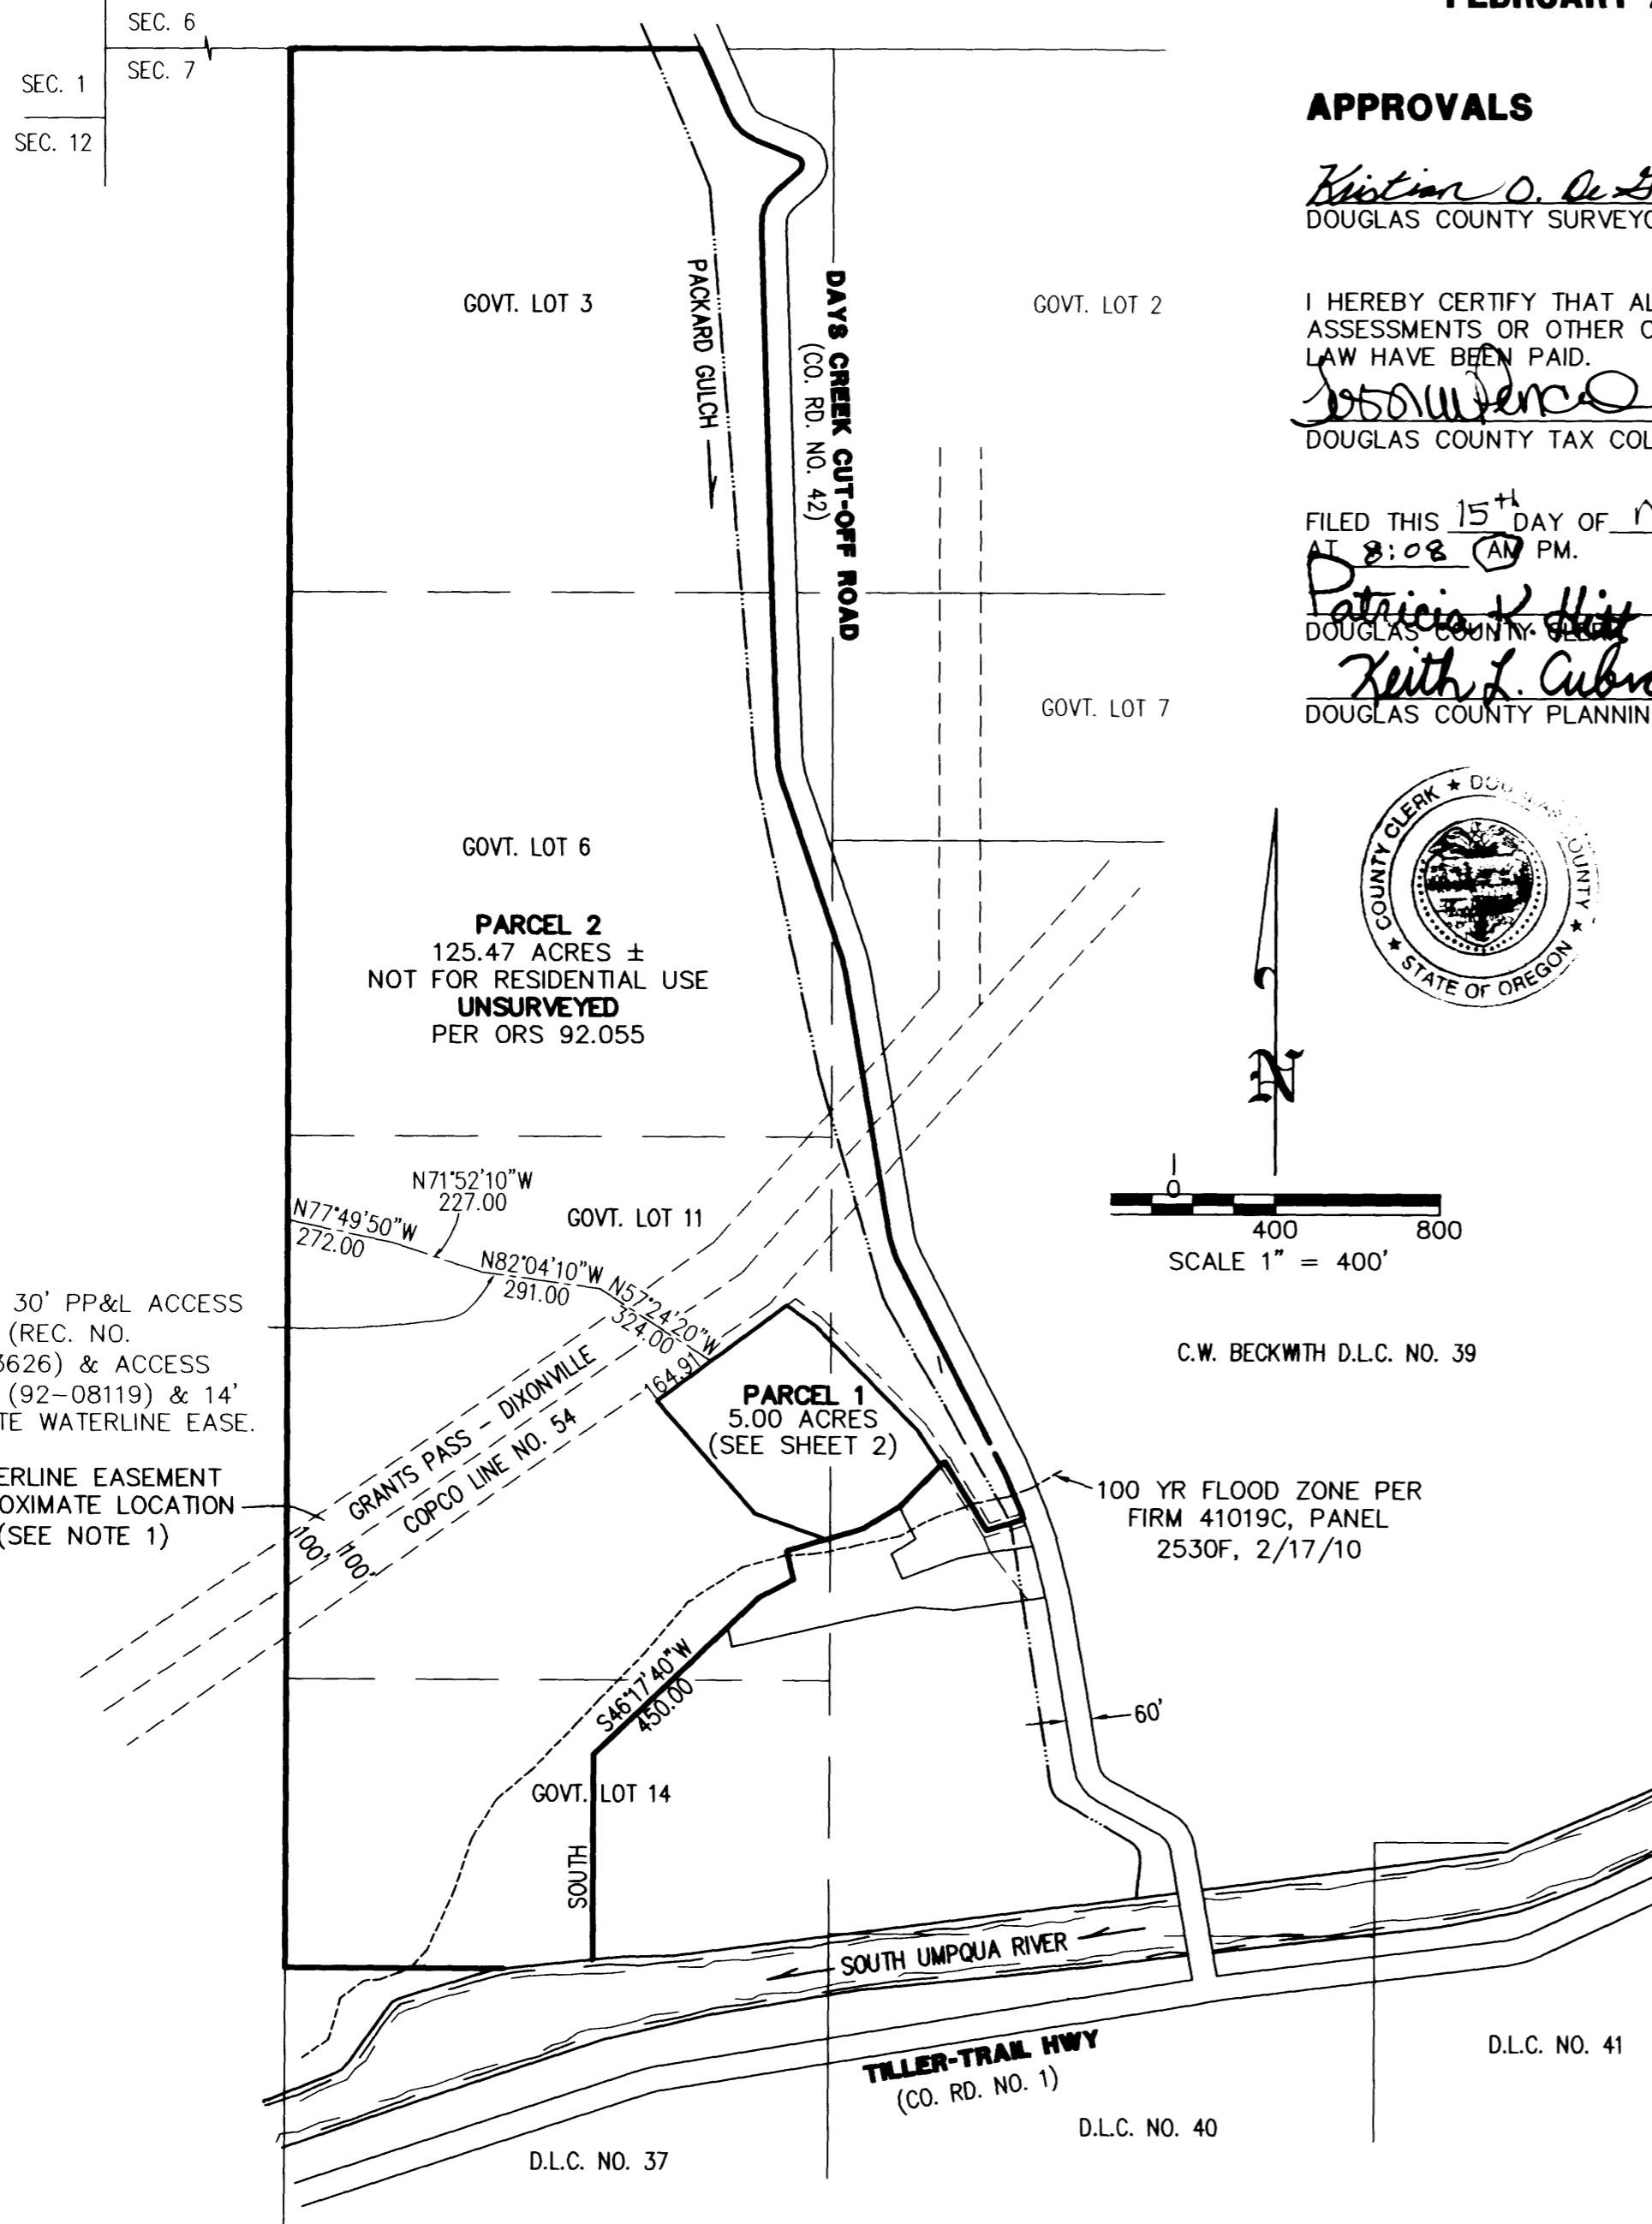 SEC. 6
SEC. 7
SEC. 1
SEC. 12
APPROVALS
Kristian O. De
DOUGLAS COUNTY SURVEYO
I HEREBY CERTIFY THAT AL
ASSESSMENTS OR OTHER C
LAW HAVE BEEN PAID.
DOUGLAS COUNTY TAX COL
FILED THIS 15th DAY OF
AT 8:08 AM PM.
Patricia K. Hitt
DOUGLAS COUNTY CLERK
Keith L. Cub
DOUGLAS COUNTY PLANNIN
COUNTY CLERK ★ DOUGLAS COUNTY ★
★ STATE OF OREGON
GOVT. LOT 3
PACKARD GULCH
DAYS CREEK CUT-OFF ROAD
(CO. RD. NO. 42)
GOVT. LOT 2
GOVT. LOT 7
GOVT. LOT 6
PARCEL 2
125.47 ACRES ±
NOT FOR RESIDENTIAL USE
UNSURVEYED
PER ORS 92.055
N
0
400 800
SCALE 1" = 400'
N71°52'10"W
227.00
N77°49'50"W
272.00
GOVT. LOT 11
N82°04'10"W
291.00
N57°24'20"W
324.00
164.91
30' PP&L ACCESS
(REC. NO.
3626) & ACCESS
(92-08119) & 14'
TE WATERLINE EASE.
ERLINE EASEMENT
OXIMATE LOCATION
(SEE NOTE 1)
100'
100'
GRANTS PASS - DIXONVILLE
COPCO LINE NO. 54
PARCEL 1
5.00 ACRES
(SEE SHEET 2)
C.W. BECKWITH D.L.C. NO. 39
100 YR FLOOD ZONE PER
FIRM 41019C, PANEL
2530F, 2/17/10
S46°17'40"W
450.00
60'
GOVT. LOT 14
SOUTH
SOUTH UMPQUA RIVER
TILLER-TRAIL HWY
(CO. RD. NO. 1)
D.L.C. NO. 41
D.L.C. NO. 40
D.L.C. NO. 37